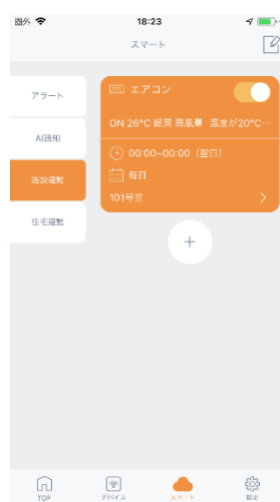 圏外
18:23
スマート
アラート
エアコン
ON 26°C 暖房 微風量 温度が20°C…
AI通知
00:00~00:00（翌日）
施設連動
毎日
101号室
住宅連動
+
TOP
デバイス
スマート
設定